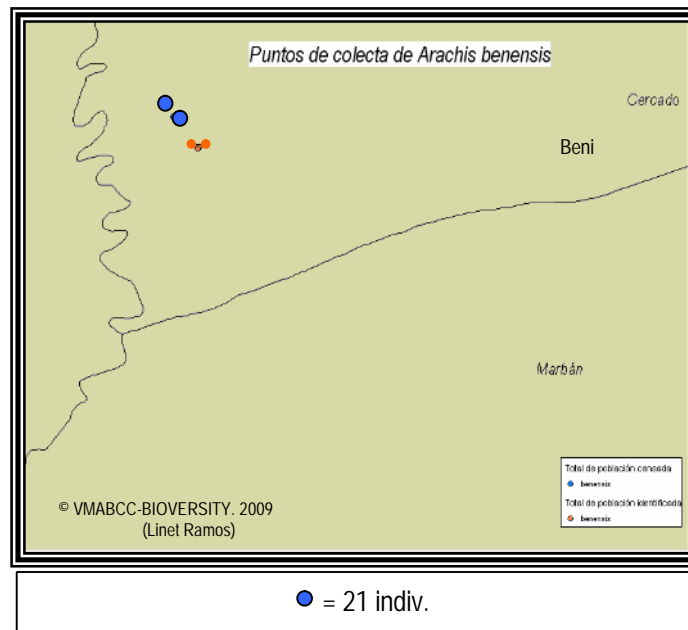 Puntos de colecta de Arachis benensis
Cercado
Beni
Marbán
Total de población censada
benensis
Total de población identificada
benensis
© VMABCC-BIOVERSITY. 2009
(Linet Ramos)
= 21 indiv.